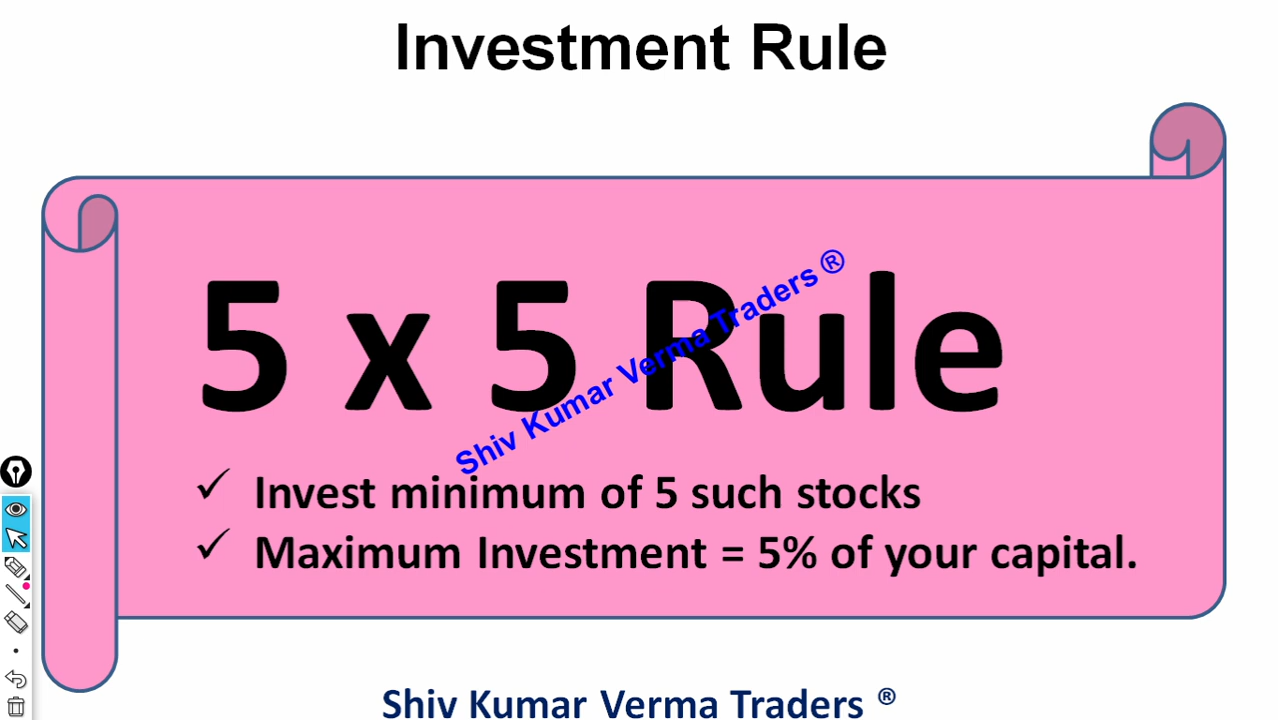 Investment Rule
5 x 5 Rule
Shiv Kumar Verma Traders ®
✓ Invest minimum of 5 such stocks
✓ Maximum Investment = 5% of your capital.
Shiv Kumar Verma Traders ®